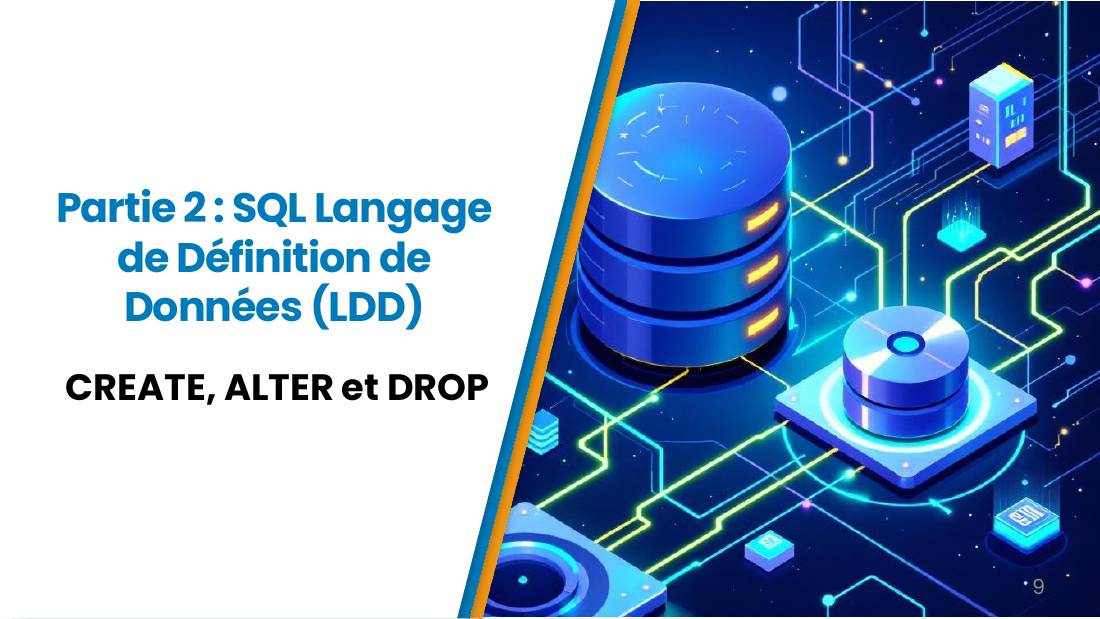 Partie 2 : SQL Langage
de Définition de
Données (LDD)
CREATE, ALTER et DROP
9